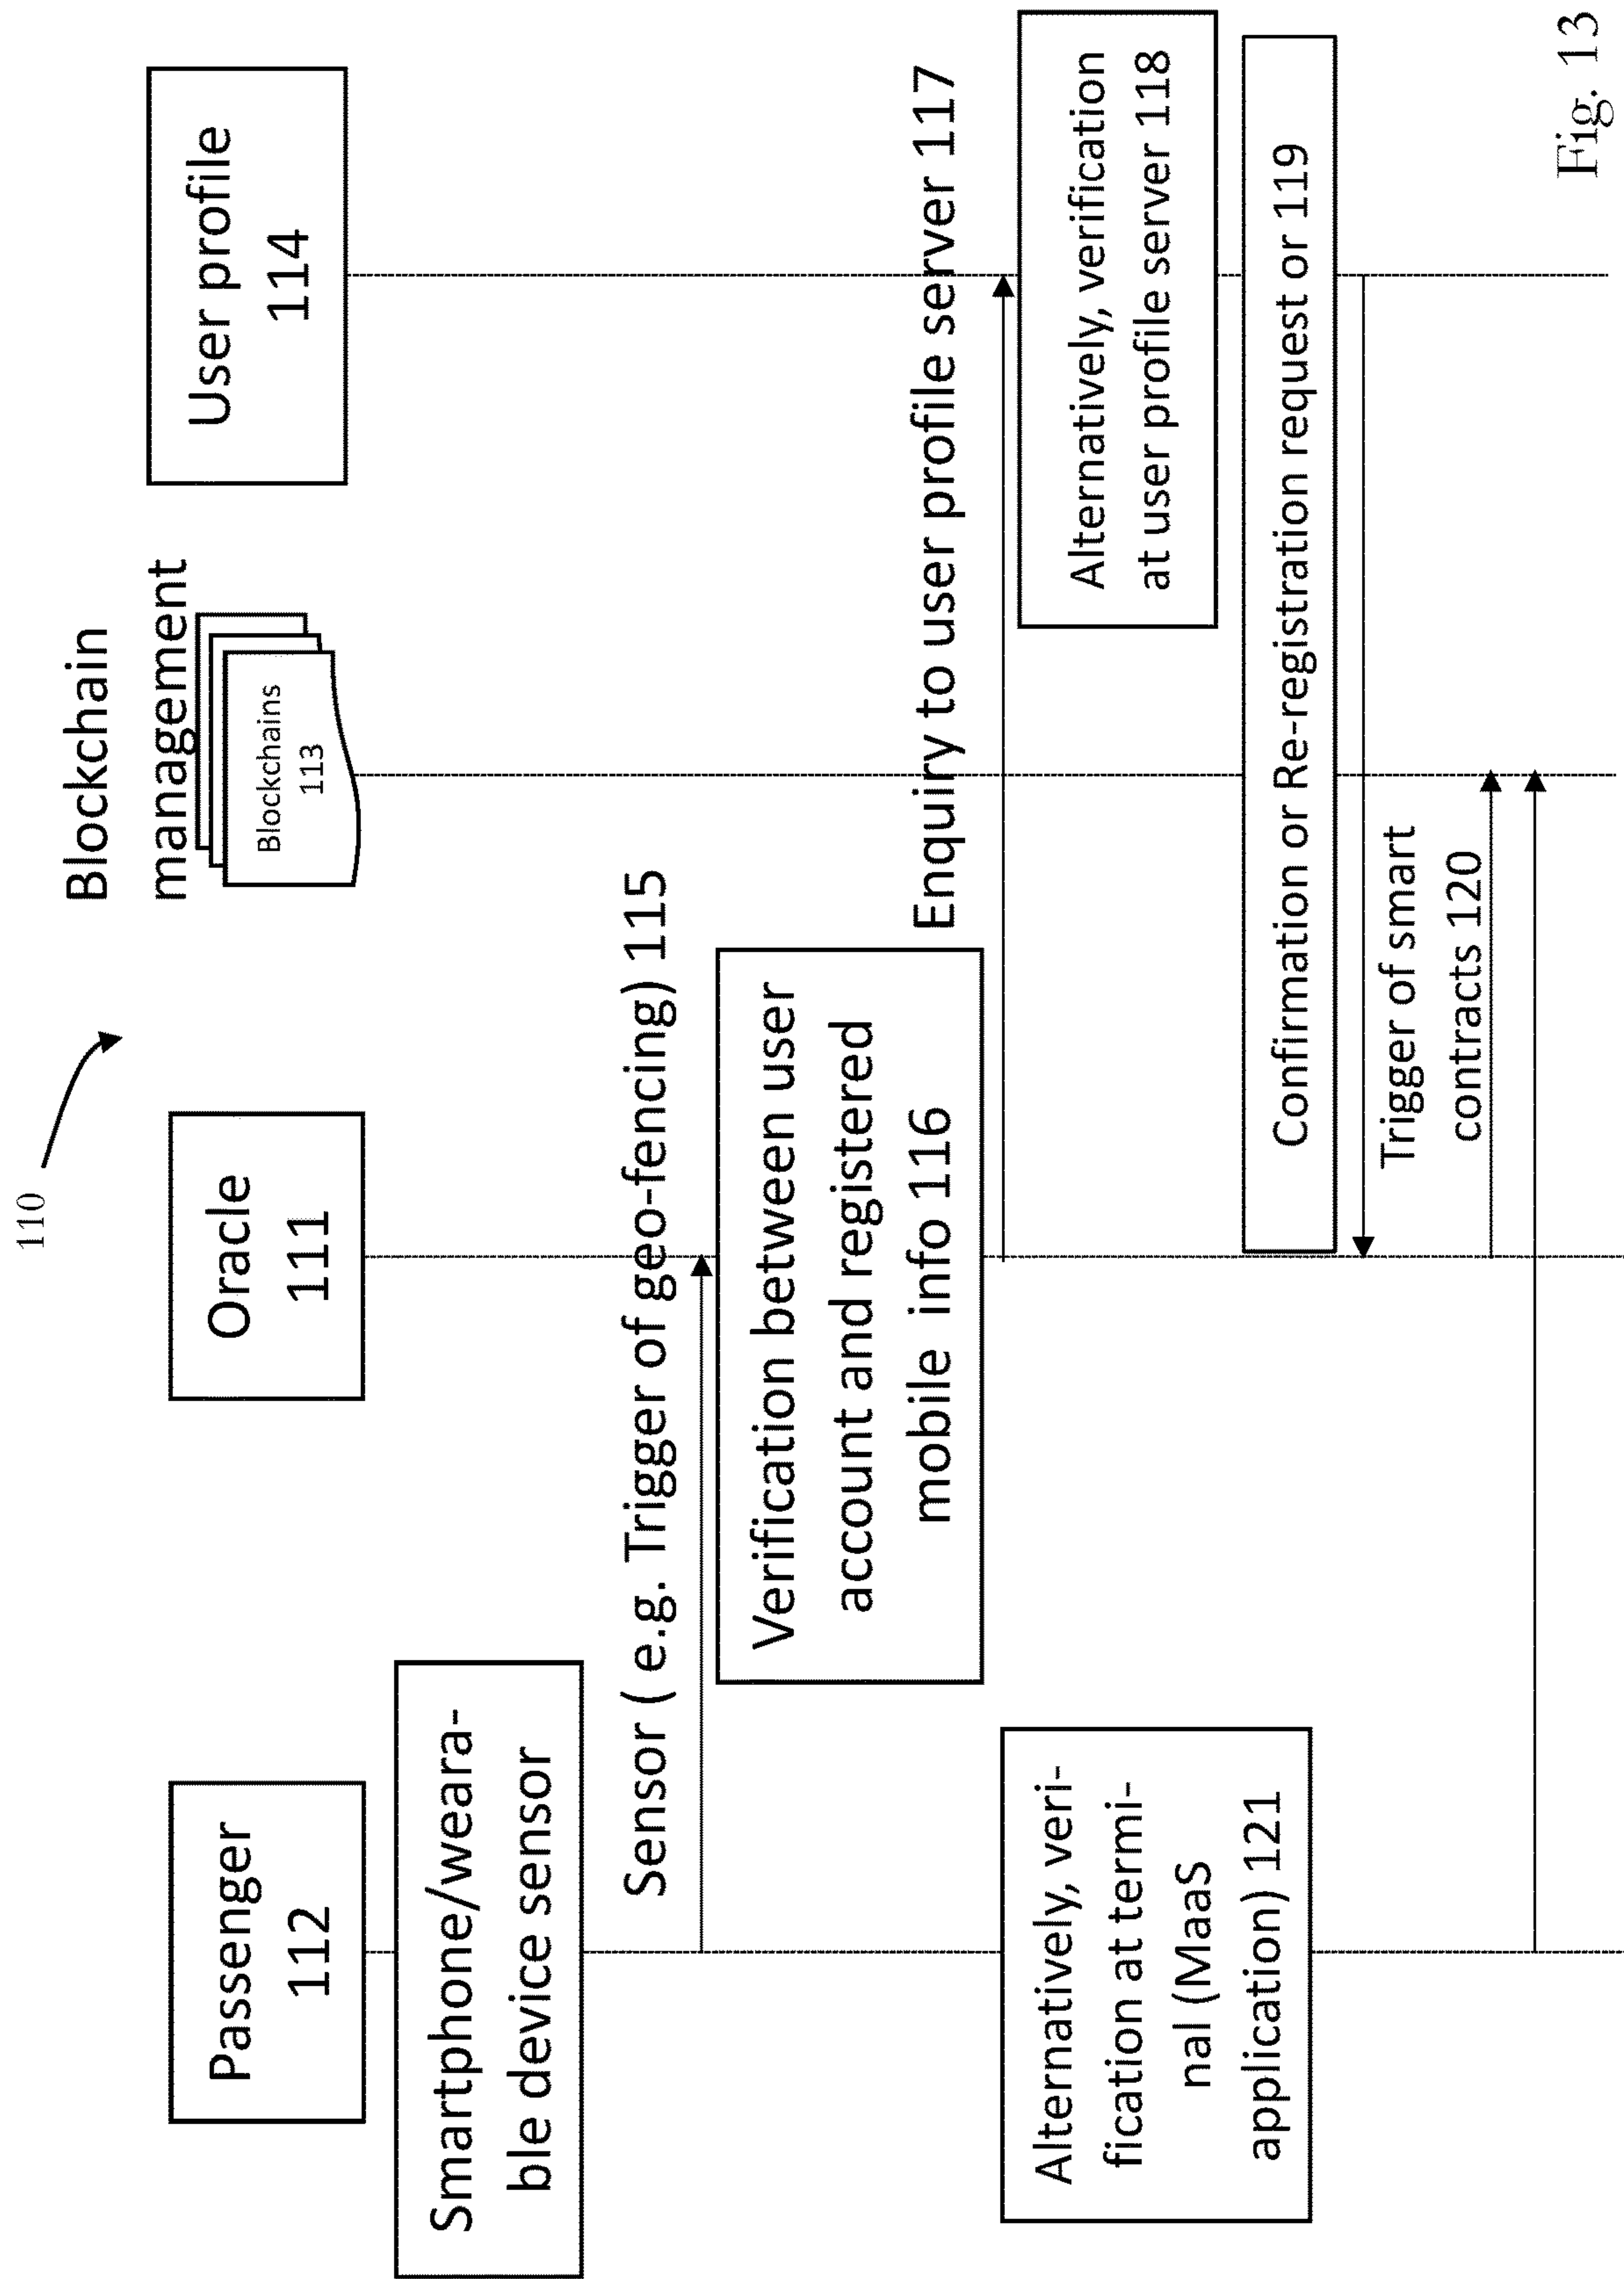 110
Passenger
112
Oracle
111
Blockchain
management
Blockchains
113
User profile
114
Smartphone/weara-
ble device sensor
Sensor ( e.g. Trigger of geo-fencing) 115
Verification between user
account and registered
mobile info 116
Enquiry to user profile server 117
Alternatively, veri-
fication at termi-
nal (MaaS
application) 121
Alternatively, verification
at user profile server 118
Confirmation or Re-registration request or 119
Trigger of smart
contracts 120
Fig. 13